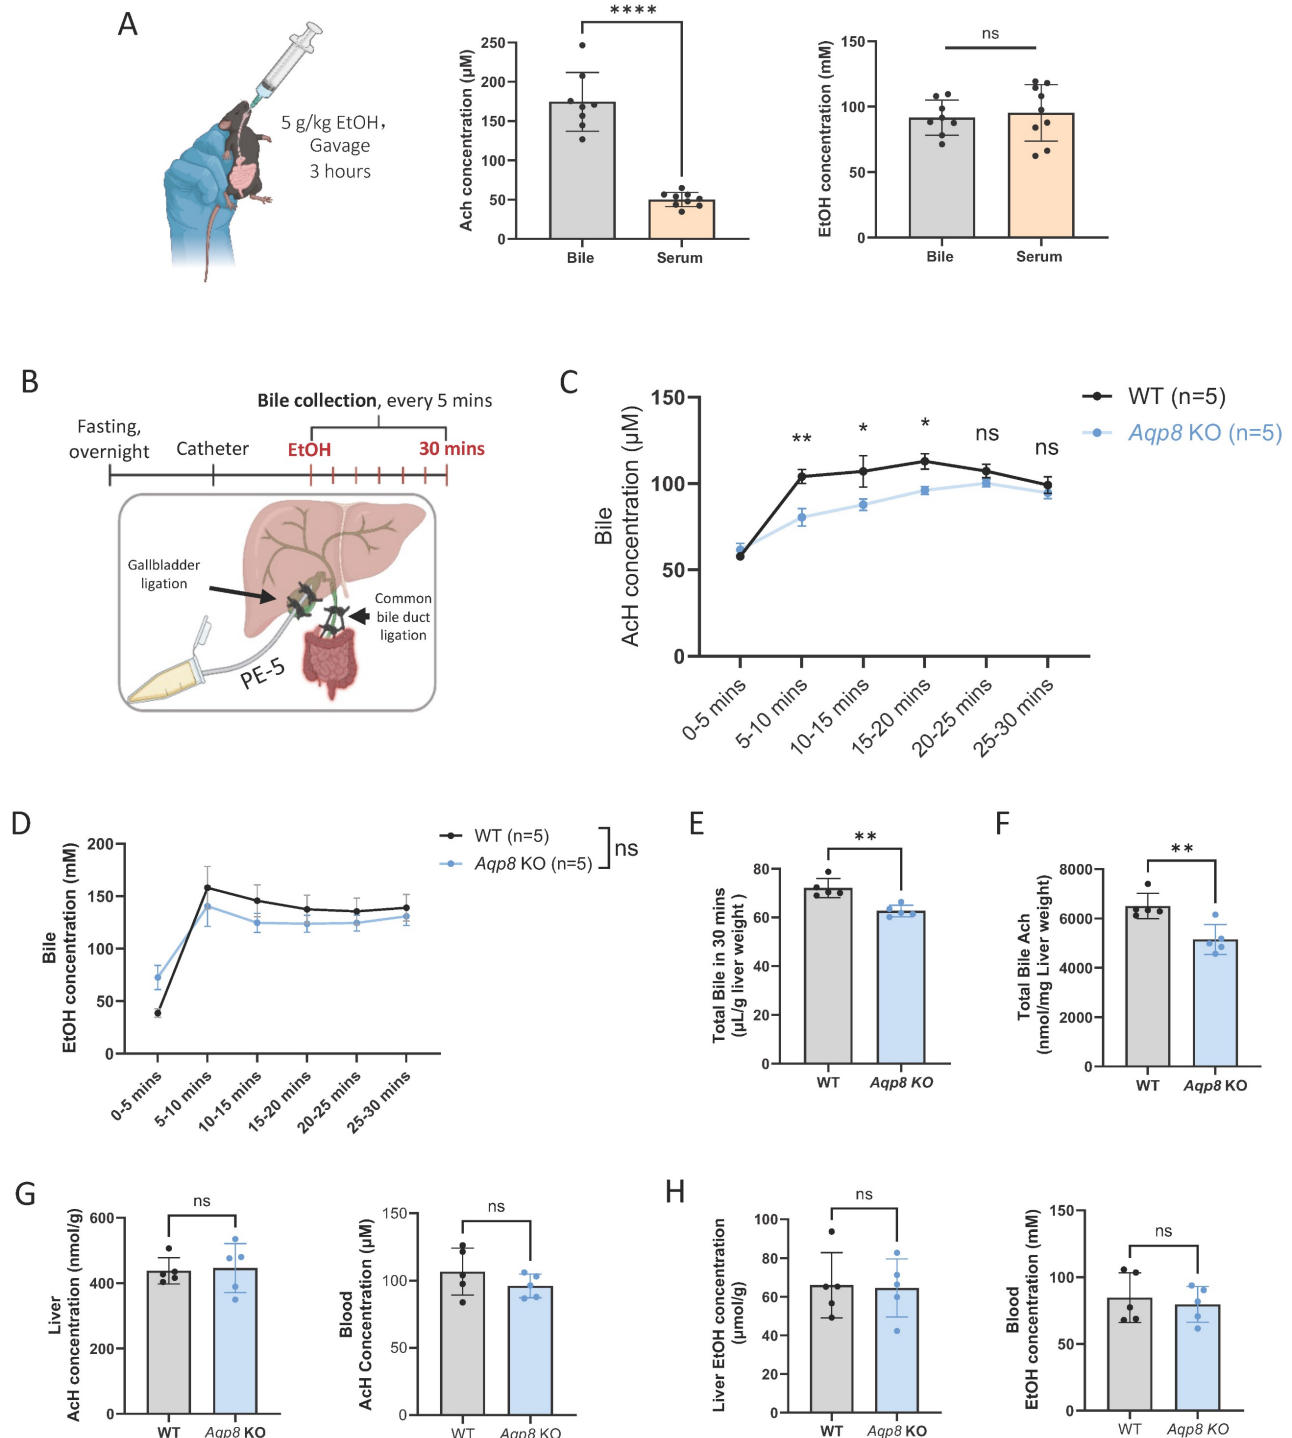 A
5 g/kg EtOH,
Gavage
3 hours
Ach concentration (μM)
250
200
150
100
50
0
****
Bile
Serum
EtOH concentration (mM)
150
100
50
0
ns
Bile
Serum
B
Bile collection, every 5 mins
Fasting,
overnight
Catheter
EtOH
30 mins
Gallbladder
ligation
Common
bile duct
ligation
PE-5
C
Bile
AcH concentration (μM)
150
100
50
0
**
*
*
ns
ns
WT (n=5)
Aqp8 KO (n=5)
0-5 mins
5-10 mins
10-15 mins
15-20 mins
20-25 mins
25-30 mins
D
Bile
EtOH concentration (mM)
200
150
100
50
0
WT (n=5)
Aqp8 KO (n=5)
ns
0-5 mins
5-10 mins
10-15 mins
15-20 mins
20-25 mins
25-30 mins
E
Total Bile in 30 mins
(μL/g liver weight )
80
60
40
20
0
**
WT
Aqp8 KO
F
Total Bile Ach
(nmol/mg Liver weight)
8000
6000
4000
2000
0
**
WT
Aqp8 KO
G
Liver
AcH concentration (nmol/g)
600
400
200
0
ns
WT
Aqp8 KO
Blood
AcH Concentration (μM)
150
100
50
0
ns
WT
Aqp8 KO
H
Liver EtOH concentration
(μmol/g)
100
80
60
40
20
0
ns
WT
Aqp8 KO
Blood
EtOH concentration (mM)
150
100
50
0
ns
WT
Aqp8 KO